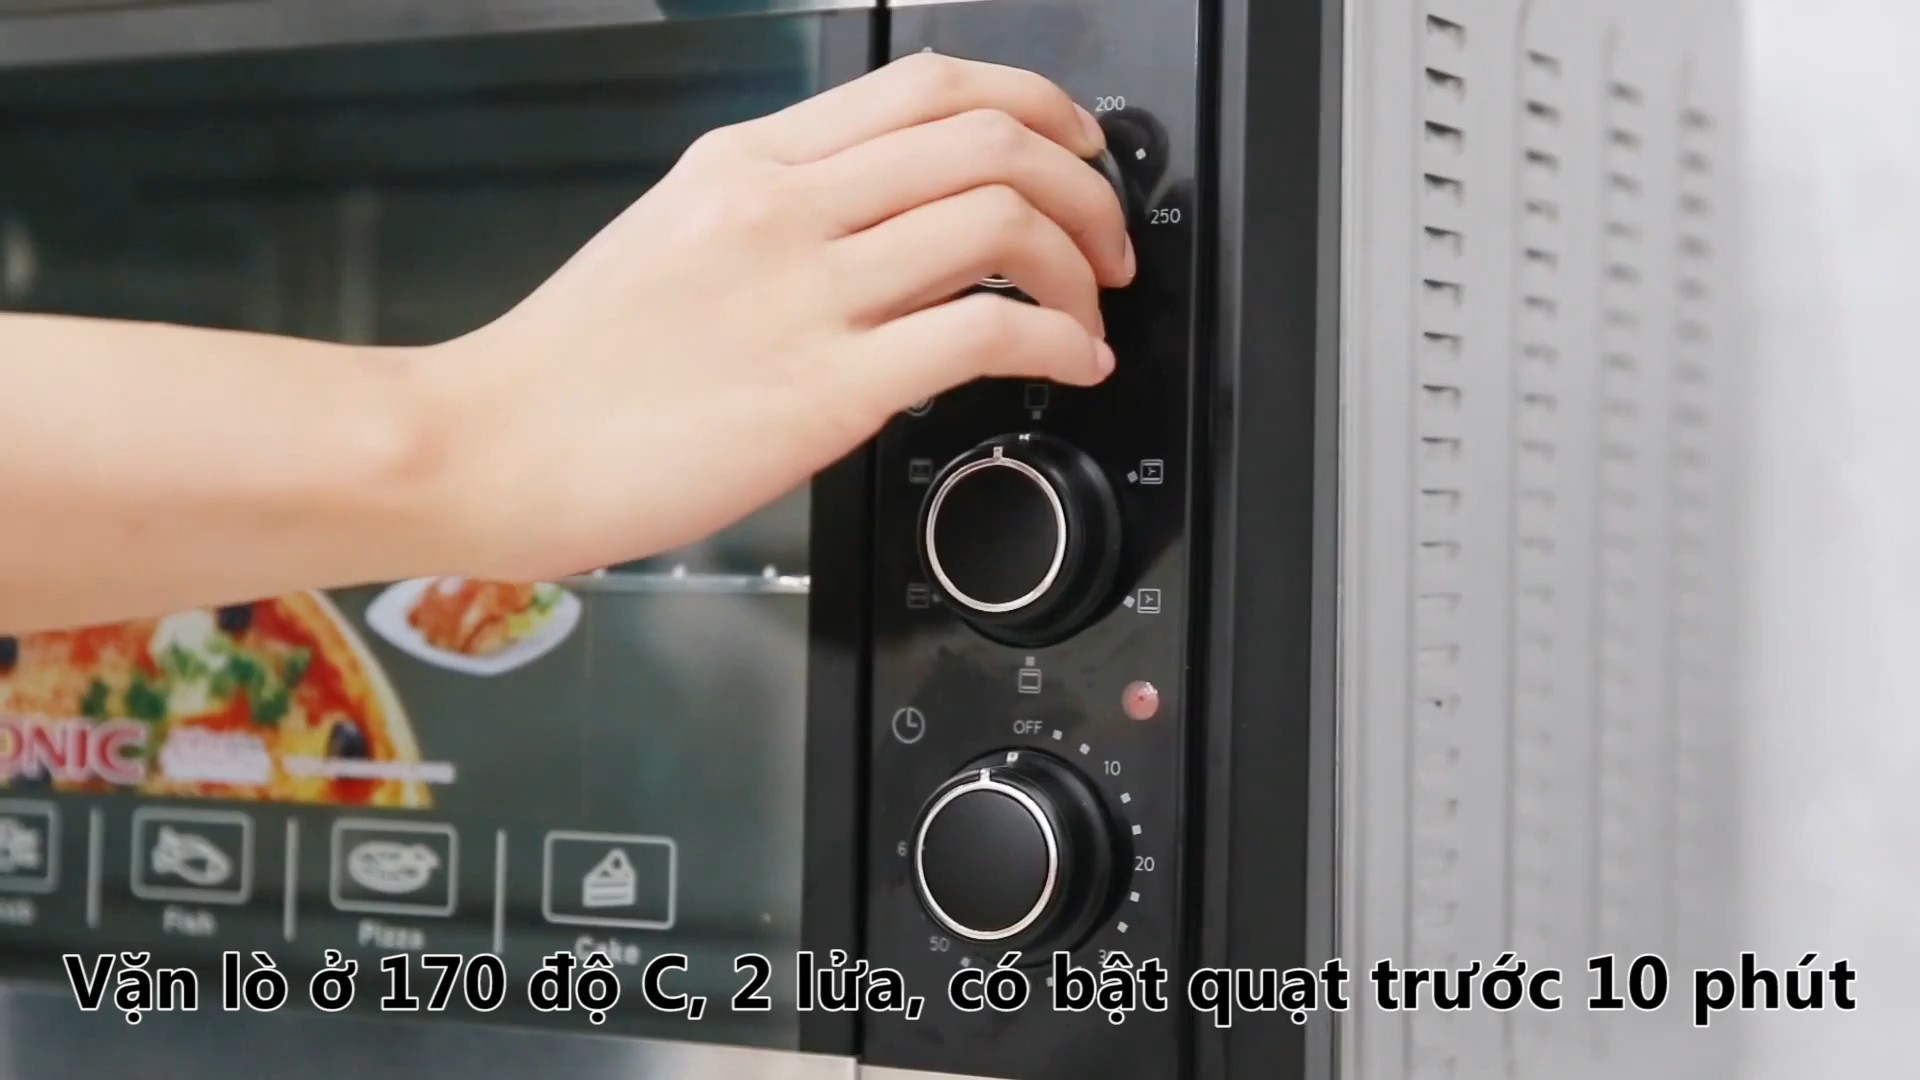 200
250
OFF
10
20
50
ONIC
Fish
Pizza
Cake
Vặn lò ở 170 độ C, 2 lửa, có bật quạt trước 10 phút